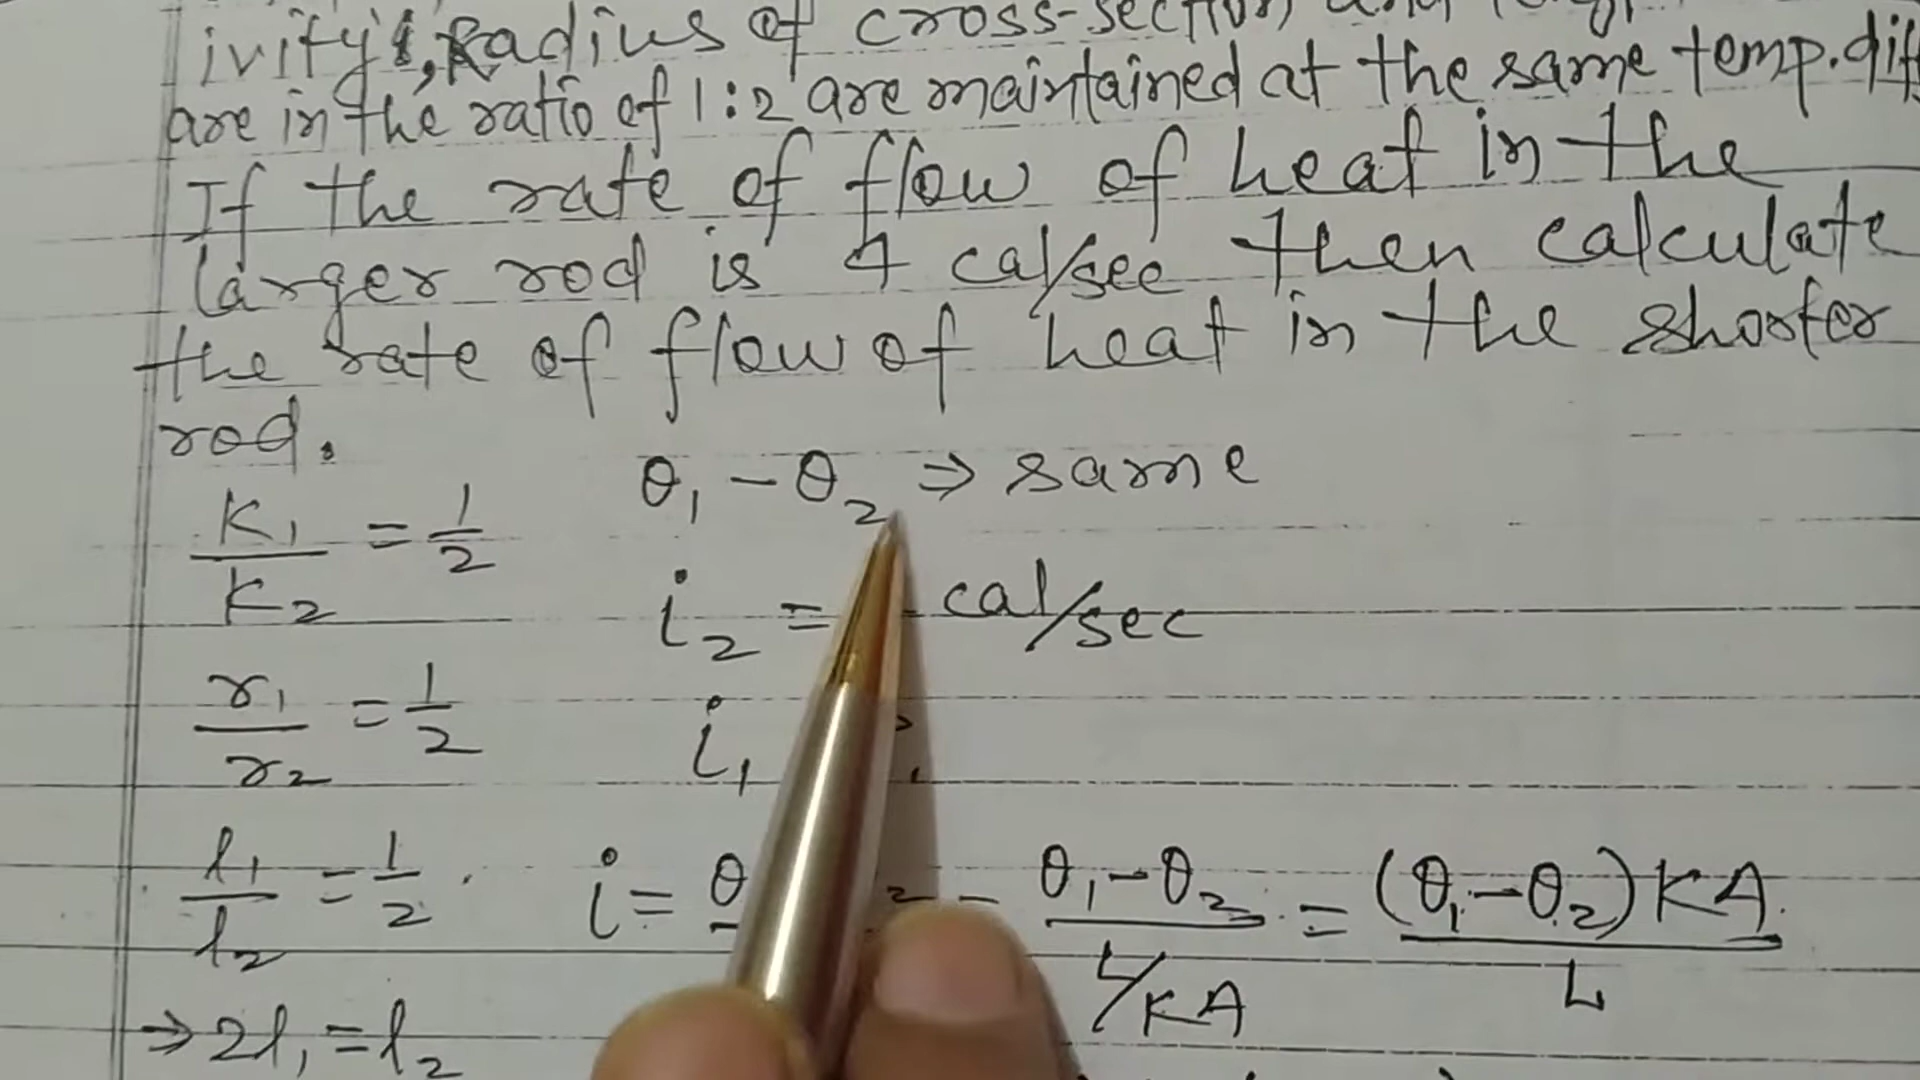 ivity, Radius of cross-section and
are in the ratio of 1:2 are maintained at the same temp. diff
If the rate of flow of heat in the
larger rod is 4 cal/sec then calculate
the rate of flow of heat in the shorter
rod.
θ₁ - θ₂ ⇒ same
K₁/K₂ = 1/2
i₂ = cal/sec
r₁/r₂ = 1/2
i₁
l₁/l₂ = 1/2
i = θ = (θ₁-θ₂)/(L/KA) = (θ₁-θ₂)KA/L
⇒ 2l₁ = l₂